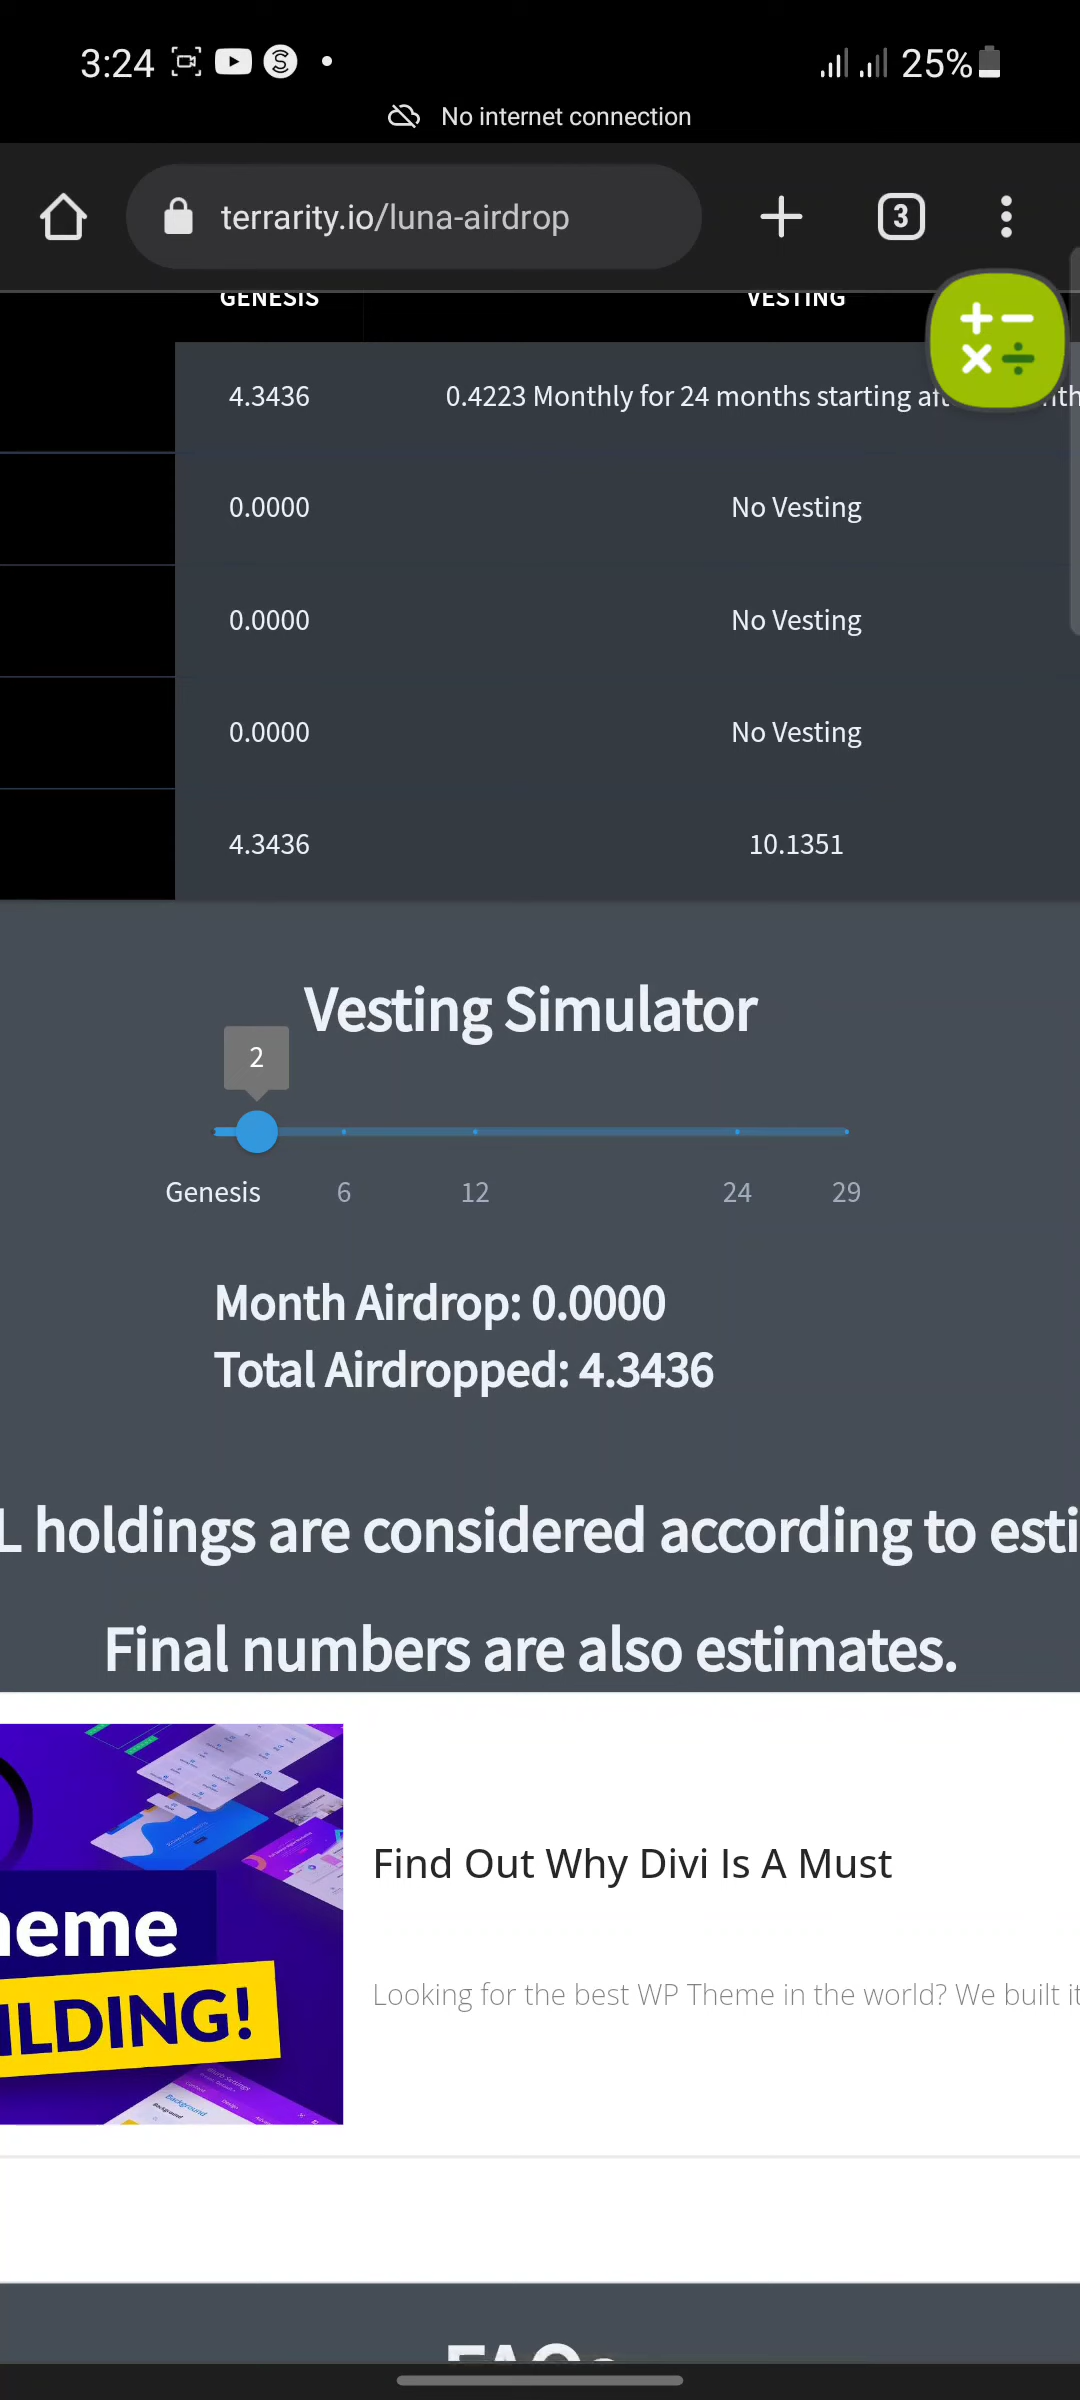 3:24
25%
No internet connection
terrarity.io/luna-airdrop
3
GENESIS VESTING
4.3436 0.4223 Monthly for 24 months starting
0.0000 No Vesting
0.0000 No Vesting
0.0000 No Vesting
4.3436 10.1351
Vesting Simulator
2
Genesis 6 12 24 29
Month Airdrop: 0.0000
Total Airdropped: 4.3436
L holdings are considered according to esti
Final numbers are also estimates.
heme
ILDING!
Find Out Why Divi Is A Must
Looking for the best WP Theme in the world? We built it
FAQs